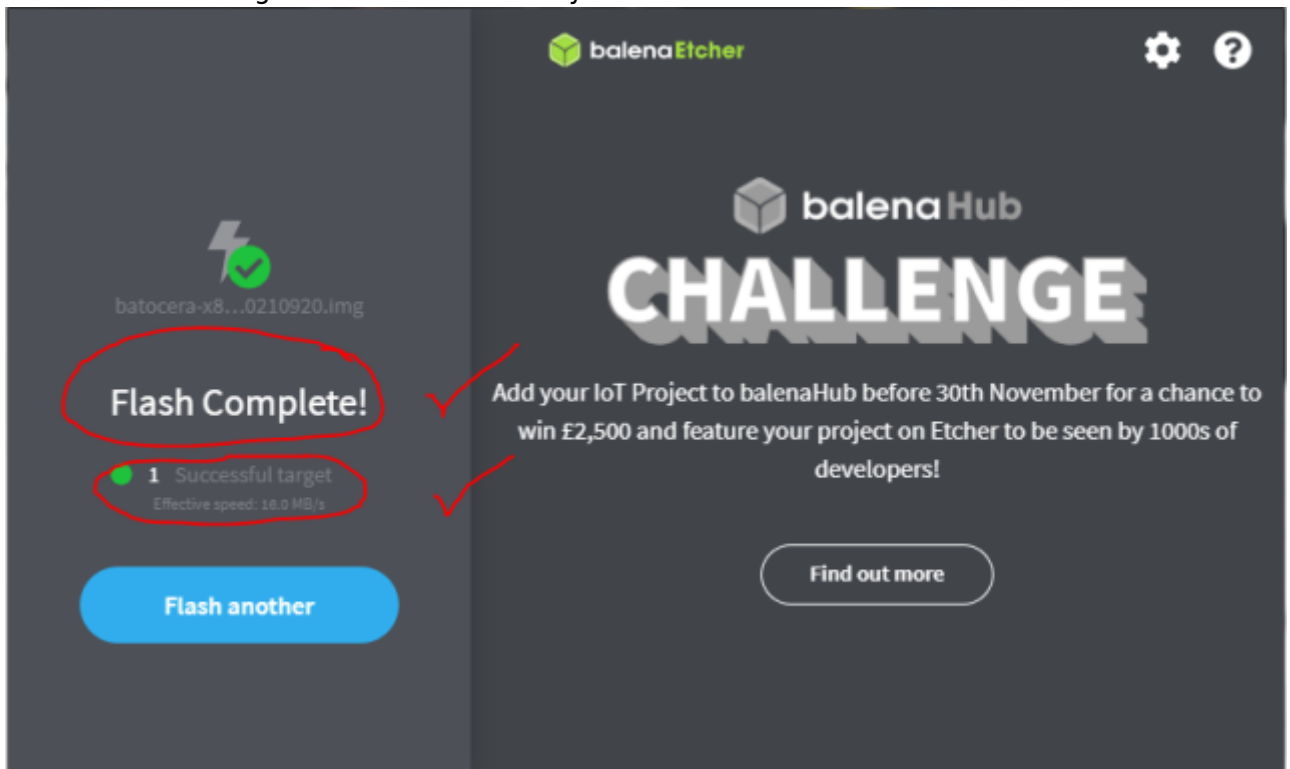 balenaEtcher
balenaHub
CHALLENGE
Add your IoT Project to balenaHub before 30th November for a chance to
win £2,500 and feature your project on Etcher to be seen by 1000s of
developers!
Find out more
batocera-x8...0210920.img
Flash Complete!
1 Successful target
Effective speed: 16.0 MB/s
Flash another